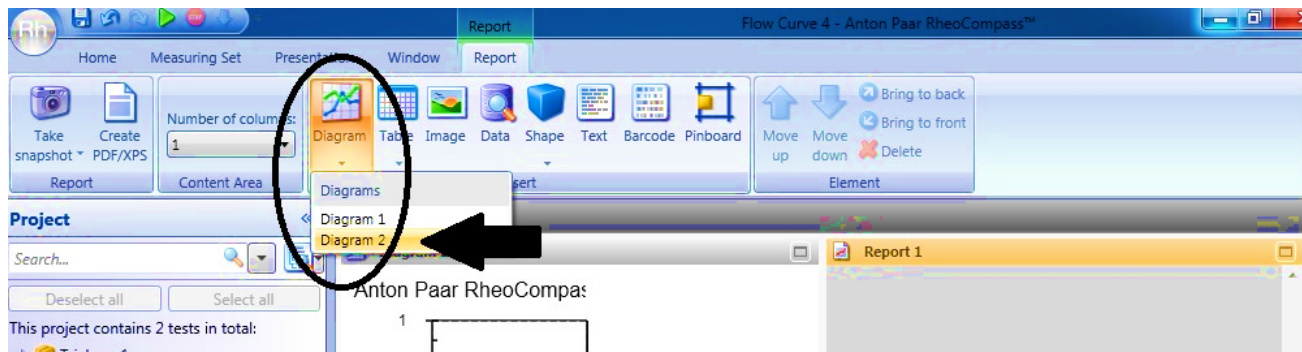 Rh
Report
Flow Curve 4 - Anton Paar RheoCompass™
Home Measuring Set Window Report
Take snapshot
Create PDF/XPS
Number of columns:
1
Diagram
Table
Image
Data
Shape
Text
Barcode
Pinboard
Move up
Move down
Bring to back
Bring to front
Delete
Report
Content Area
Element
Diagrams
Diagram 1
Diagram 2
Project
Search...
Report 1
Deselect all
Select all
Anton Paar RheoCompas
1
This project contains 2 tests in total: